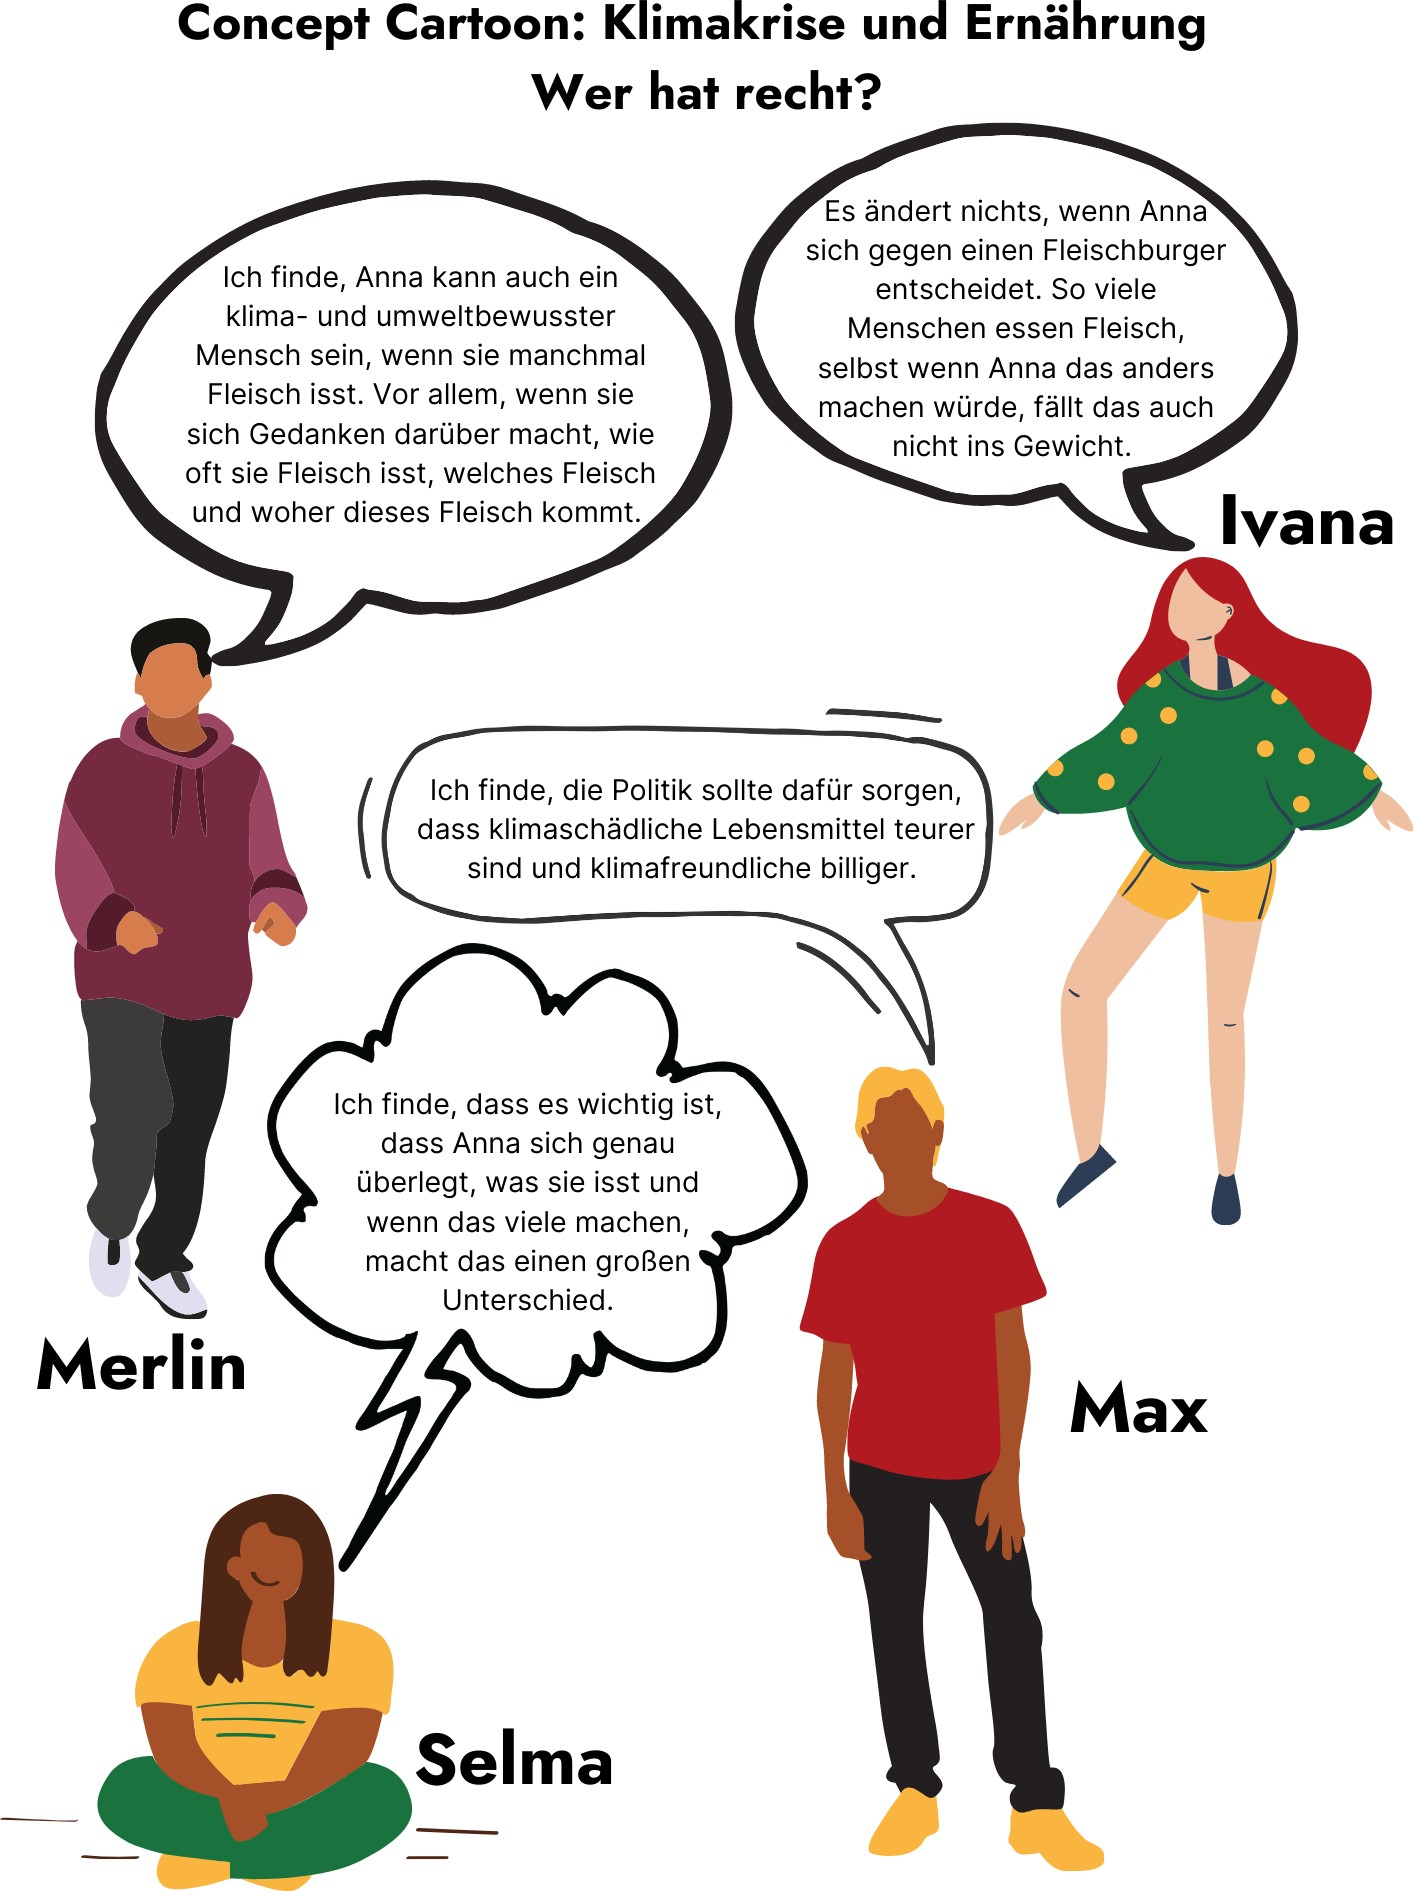 Concept Cartoon: Klimakrise und Ernährung
Wer hat recht?
Ich finde, Anna kann auch ein
klima- und umweltbewusster
Mensch sein, wenn sie manchmal
Fleisch isst. Vor allem, wenn sie
sich Gedanken darüber macht, wie
oft sie Fleisch isst, welches Fleisch
und woher dieses Fleisch kommt.
Es ändert nichts, wenn Anna
sich gegen einen Fleischburger
entscheidet. So viele
Menschen essen Fleisch,
selbst wenn Anna das anders
machen würde, fällt das auch
nicht ins Gewicht.
Ivana
Ich finde, die Politik sollte dafür sorgen,
dass klimaschädliche Lebensmittel teurer
sind und klimafreundliche billiger.
Ich finde, dass es wichtig ist,
dass Anna sich genau
überlegt, was sie isst und
wenn das viele machen,
macht das einen großen
Unterschied.
Merlin
Max
Selma